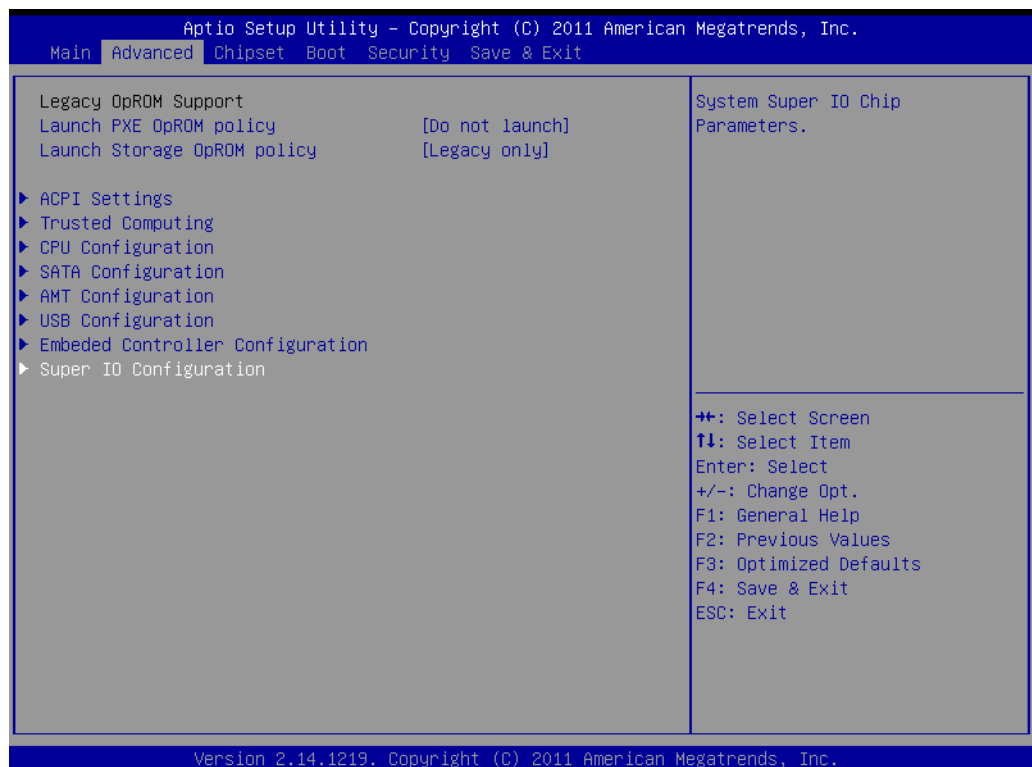 Aptio Setup Utility – Copyright (C) 2011 American Megatrends, Inc.
Main Advanced Chipset Boot Security Save & Exit
Legacy OpROM Support
Launch PXE OpROM policy [Do not launch]
Launch Storage OpROM policy [Legacy only]
► ACPI Settings
► Trusted Computing
► CPU Configuration
► SATA Configuration
► AMT Configuration
► USB Configuration
► Embeded Controller Configuration
► Super IO Configuration
System Super IO Chip
Parameters.
→←: Select Screen
↑↓: Select Item
Enter: Select
+/-: Change Opt.
F1: General Help
F2: Previous Values
F3: Optimized Defaults
F4: Save & Exit
ESC: Exit
Version 2.14.1219. Copyright (C) 2011 American Megatrends, Inc.